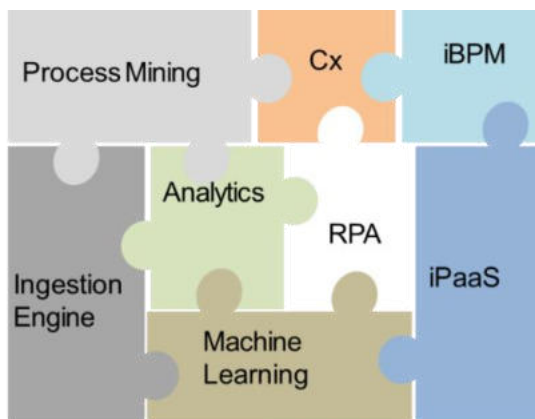 Process Mining
Cx
iBPM
Analytics
RPA
Ingestion
Engine
iPaaS
Machine
Learning